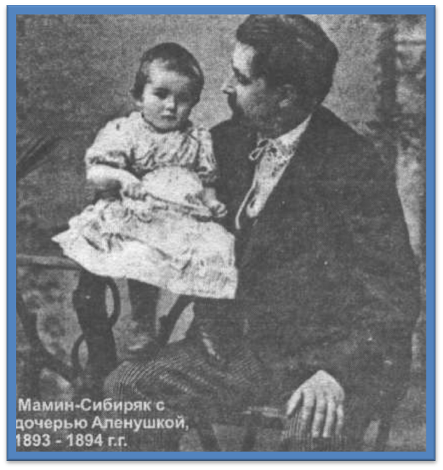 Мамин-Сибиряк с
дочерью Аленушкой,
1893 - 1894 г.г.